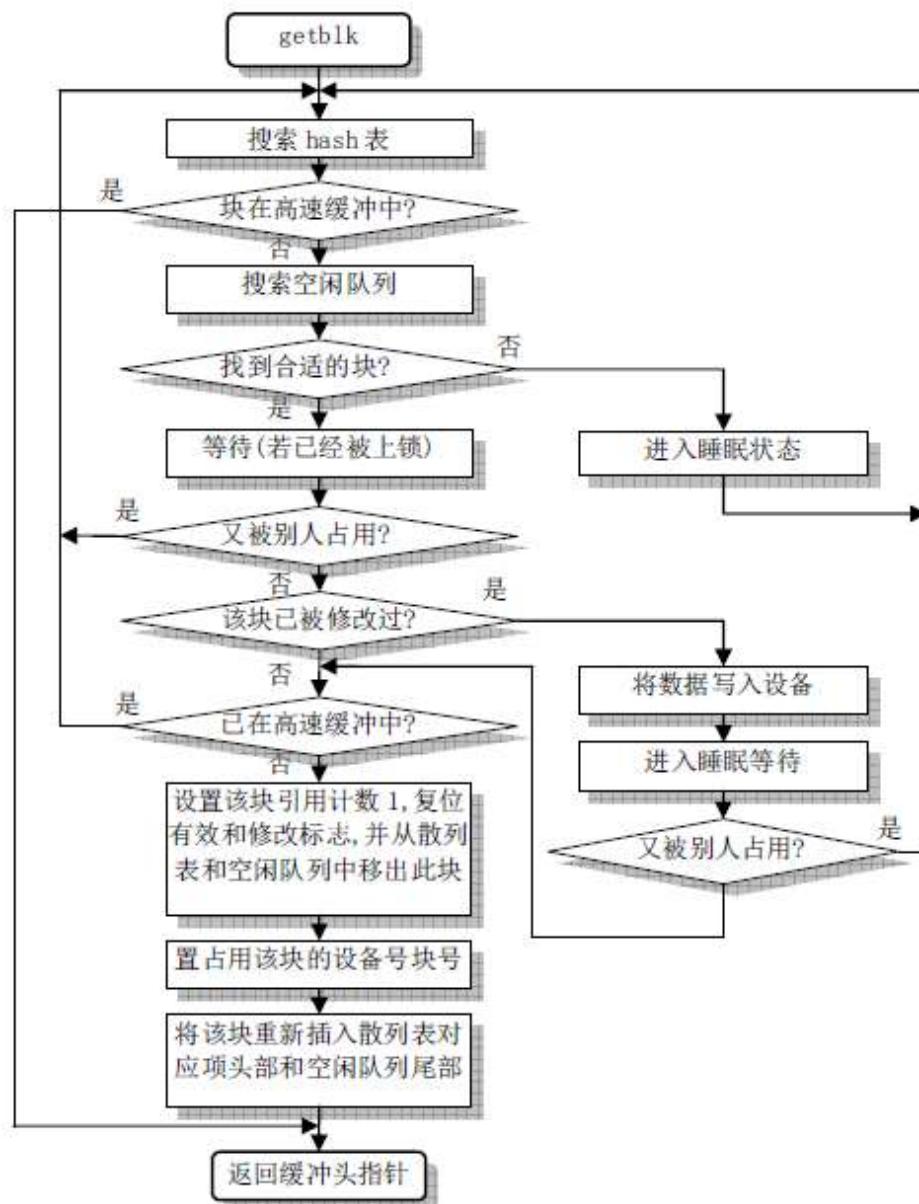 getblk
搜索 hash 表
是
块在高速缓冲中?
否
搜索空闲队列
找到合适的块?
否
是
等待(若已经被上锁)
进入睡眠状态
是
又被别人占用?
否
是
该块已被修改过?
否
将数据写入设备
是
已在高速缓冲中?
否
进入睡眠等待
设置该块引用计数 1,复位
有效和修改标志,并从散列
表和空闲队列中移出此块
又被别人占用?
是
置占用该块的设备号块号
将该块重新插入散列表对
应项头部和空闲队列尾部
返回缓冲头指针